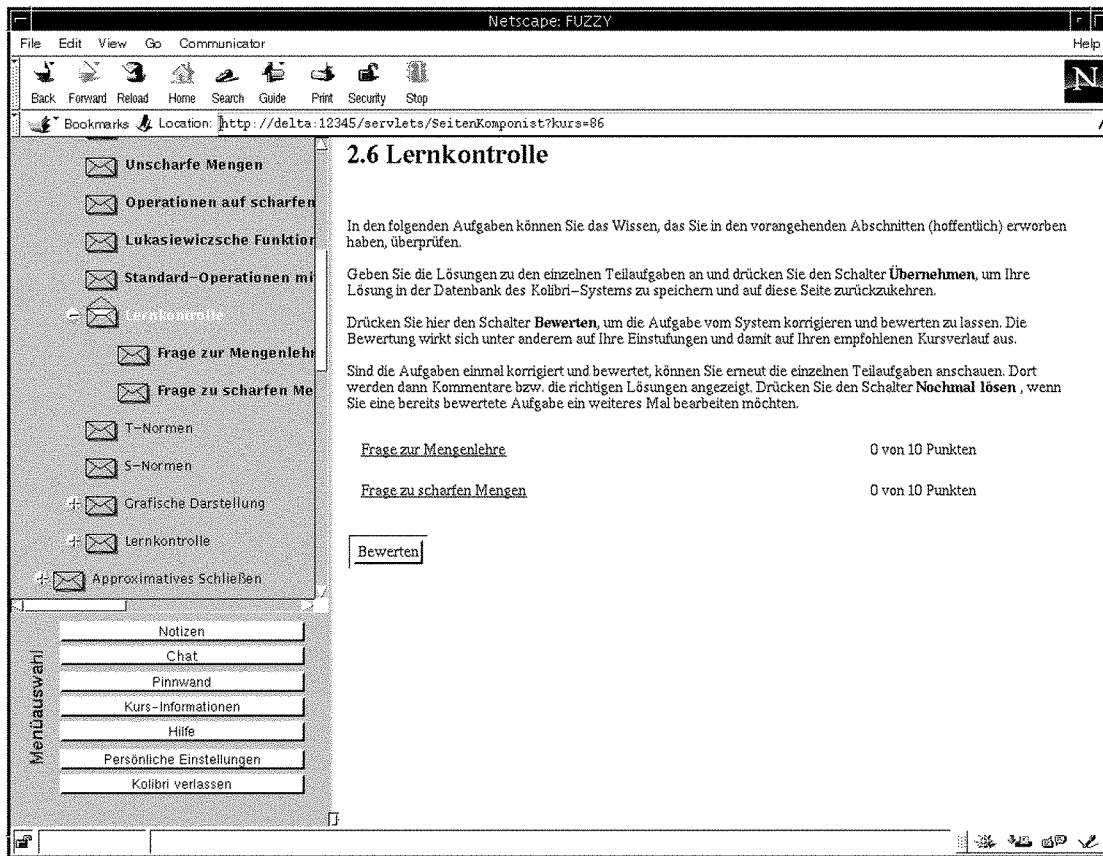 Netscape: FUZZY
File Edit View Go Communicator Help
Back Forward Reload Home Search Guide Print Security Stop
N
Bookmarks Location: http://delta:12345/servlets/SeitenKomponist?kurs=86
Unscharfe Mengen
Operationen auf scharfen
Lukasiewiczsche Funktion
Standard-Operationen mi
Lernkontrolle
Frage zur Mengenlehr
Frage zu scharfen Me
T-Normen
S-Normen
Grafische Darstellung
Lernkontrolle
Approximatives Schließen
Menüauswahl
Notizen
Chat
Pinnwand
Kurs-Informationen
Hilfe
Persönliche Einstellungen
Kolibri verlassen
2.6 Lernkontrolle
In den folgenden Aufgaben können Sie das Wissen, das Sie in den vorangehenden Abschnitten (hoffentlich) erworben
haben, überprüfen.
Geben Sie die Lösungen zu den einzelnen Teilaufgaben an und drücken Sie den Schalter Übernehmen, um Ihre
Lösung in der Datenbank des Kolibri-Systems zu speichern und auf diese Seite zurückzukehren.
Drücken Sie hier den Schalter Bewerten, um die Aufgabe vom System korrigieren und bewerten zu lassen. Die
Bewertung wirkt sich unter anderem auf Ihre Einstufungen und damit auf Ihren empfohlenen Kursverlauf aus.
Sind die Aufgaben einmal korrigiert und bewertet, können Sie erneut die einzelnen Teilaufgaben anschauen. Dort
werden dann Kommentare bzw. die richtigen Lösungen angezeigt. Drücken Sie den Schalter Nochmal lösen , wenn
Sie eine bereits bewertete Aufgabe ein weiteres Mal bearbeiten möchten.
Frage zur Mengenlehre 0 von 10 Punkten
Frage zu scharfen Mengen 0 von 10 Punkten
Bewerten